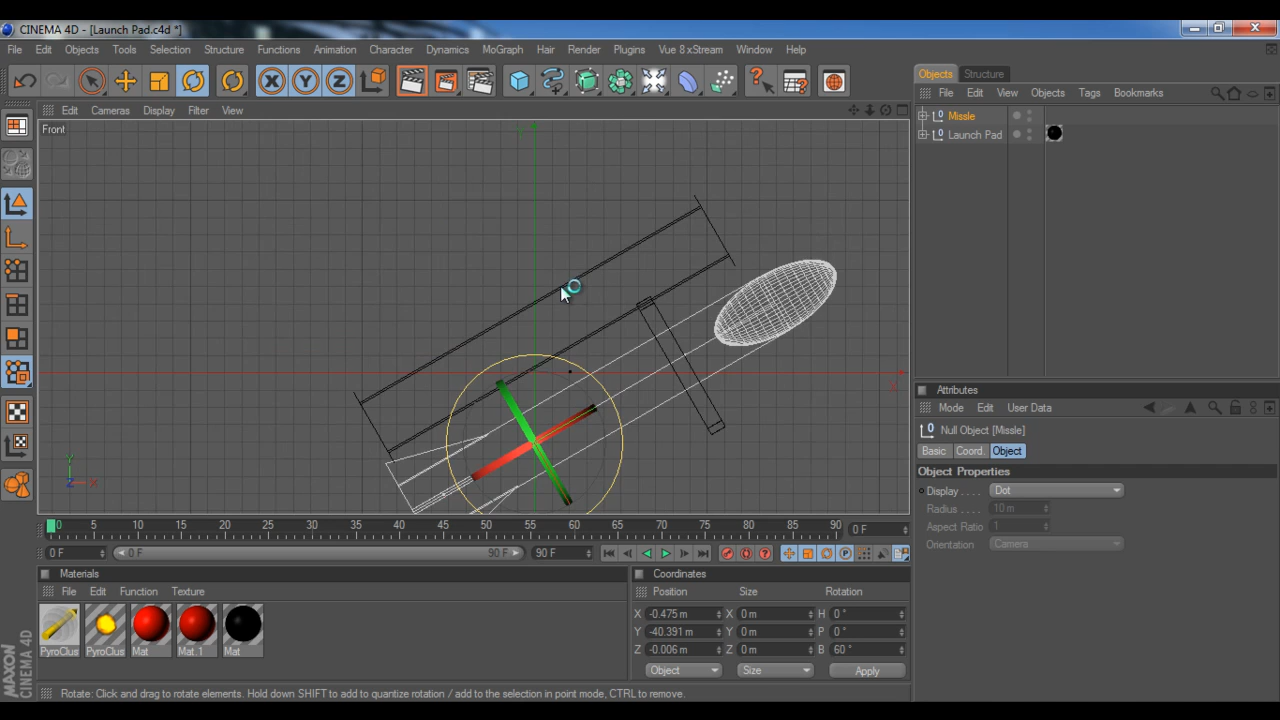 CINEMA 4D - [Launch Pad.c4d *]
File Edit Objects Tools Selection Structure Functions Animation Character Dynamics MoGraph Hair Render Plugins Vue 8 xStream Window Help
X Y Z
Objects Structure
File Edit View Objects Tags Bookmarks
Edit Cameras Display Filter View
Front
Missle
Launch Pad
Y
X
Z
Attributes
Mode Edit User Data
Null Object [Missle]
Basic Coord. Object
Object Properties
Display . . . . Dot
Radius . . . . 10 m
Aspect Ratio 1
Orientation . Camera
0 5 10 15 20 25 30 35 40 45 50 55 60 65 70 75 80 85 90 0 F
0 F 0 F 90 F 90 F
Materials
File Edit Function Texture
PyroClus PyroClus Mat Mat.1 Mat
Coordinates
Position Size Rotation
X -0.475 m X 0 m H 0 °
Y -40.391 m Y 0 m P 0 °
Z -0.006 m Z 0 m B 60 °
Object Size Apply
MAXON
CINEMA 4D
Rotate: Click and drag to rotate elements. Hold down SHIFT to add to quantize rotation / add to the selection in point mode, CTRL to remove.